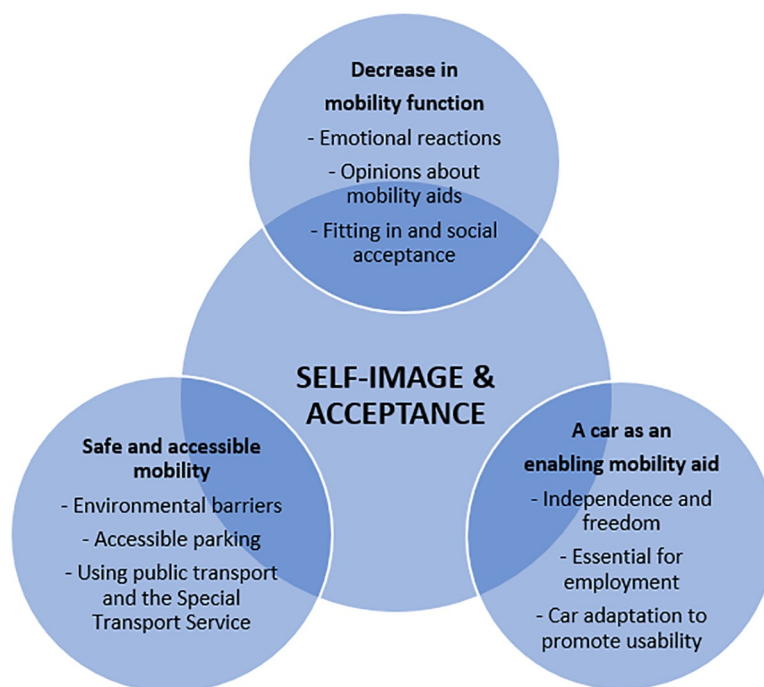 Decrease in
mobility function
- Emotional reactions
- Opinions about
mobility aids
- Fitting in and social
acceptance
SELF-IMAGE &
ACCEPTANCE
Safe and accessible
mobility
- Environmental barriers
- Accessible parking
- Using public transport
and the Special
Transport Service
A car as an
enabling mobility aid
- Independence and
freedom
- Essential for
employment
- Car adaptation to
promote usability